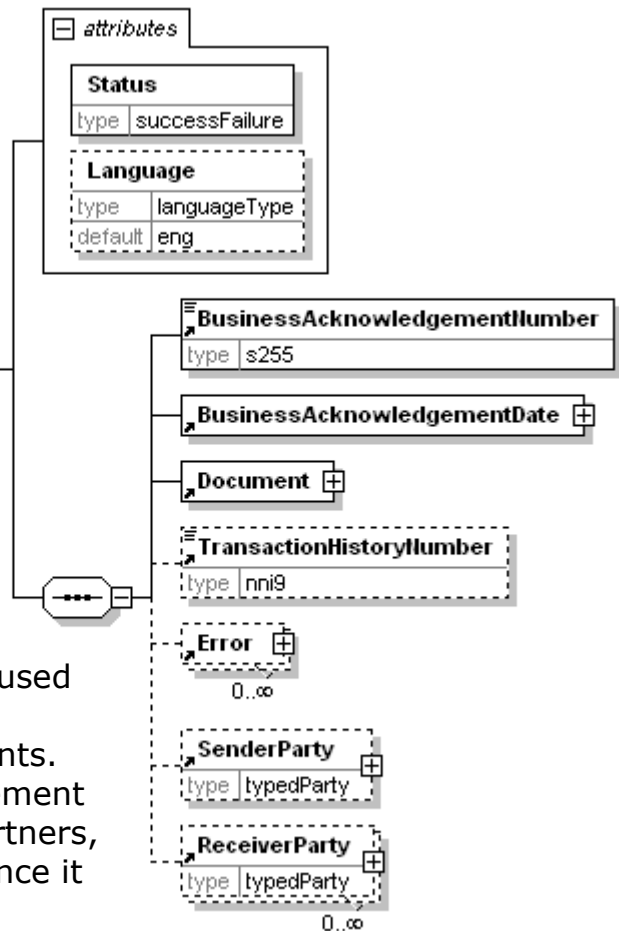 attributes
Status
type successFailure
Language
type languageType
default eng
BusinessAcknowledgementNumber
type s255
BusinessAcknowledgementDate
Document
TransactionHistoryNumber
type nni9
Error
0..∞
SenderParty
type typedParty
ReceiverParty
type typedParty
0..∞
used
nts.
ement
rtners,
nce it